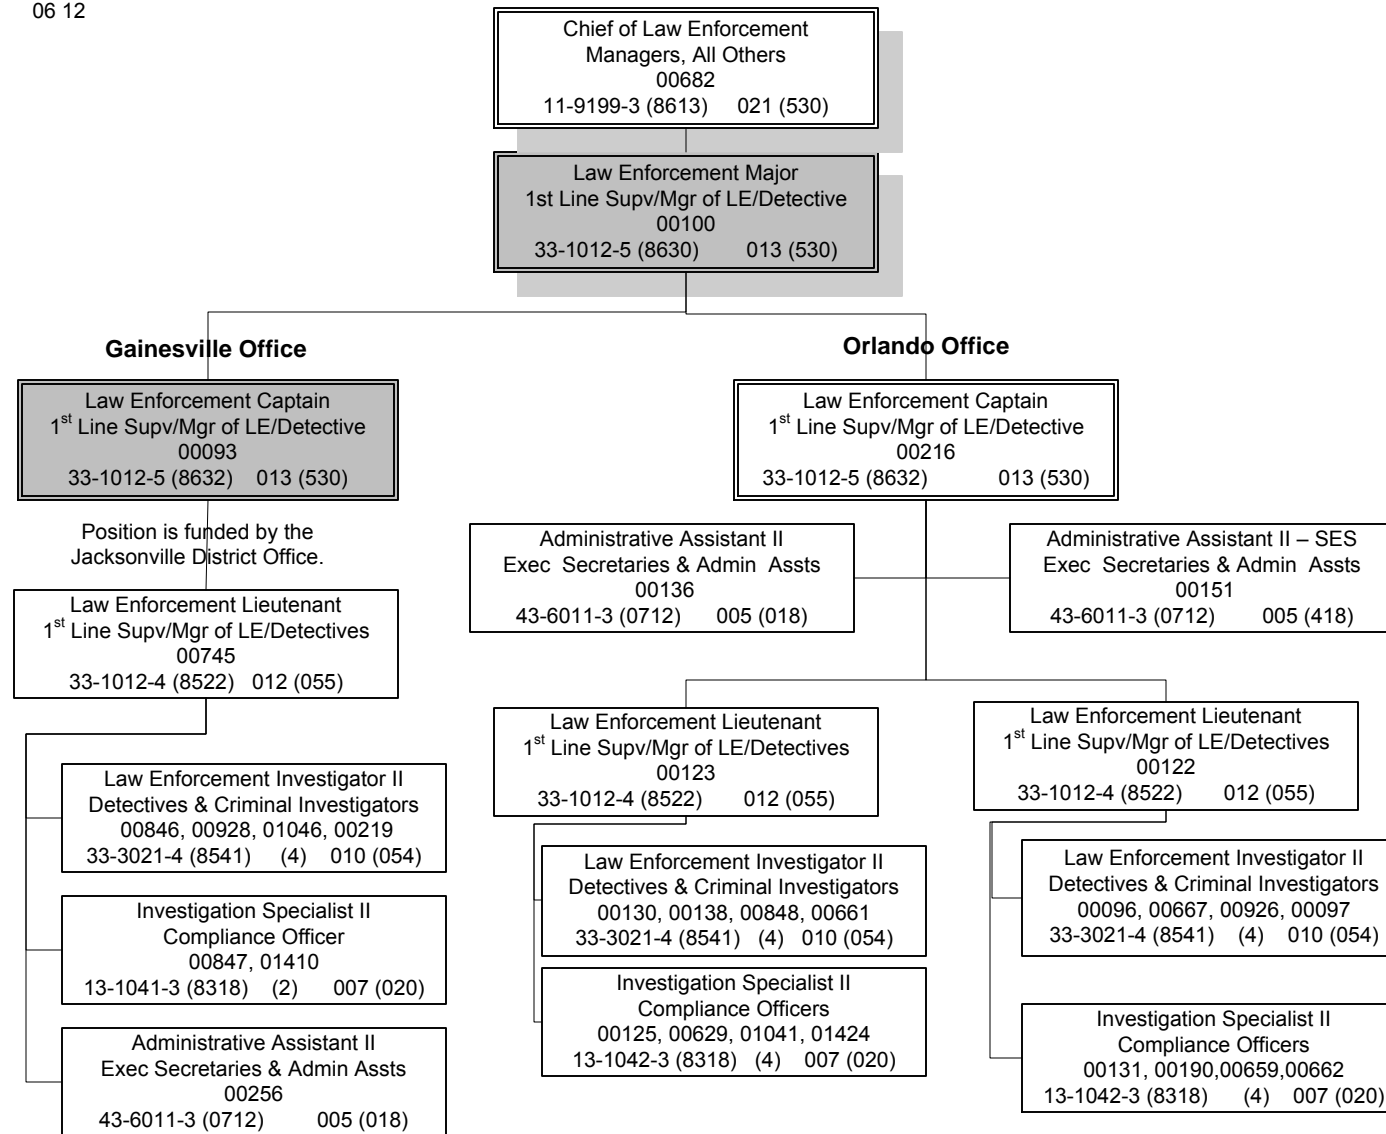 06 12
Chief of Law Enforcement
Managers, All Others
00682
11-9199-3 (8613) 021 (530)
Law Enforcement Major
1st Line Supv/Mgr of LE/Detective
00100
33-1012-5 (8630) 013 (530)
Gainesville Office
Law Enforcement Captain
1st Line Supv/Mgr of LE/Detective
00093
33-1012-5 (8632) 013 (530)
Position is funded by the
Jacksonville District Office.
Law Enforcement Lieutenant
1st Line Supv/Mgr of LE/Detectives
00745
33-1012-4 (8522) 012 (055)
Law Enforcement Investigator II
Detectives & Criminal Investigators
00846, 00928, 01046, 00219
33-3021-4 (8541) (4) 010 (054)
Investigation Specialist II
Compliance Officer
00847, 01410
13-1041-3 (8318) (2) 007 (020)
Administrative Assistant II
Exec Secretaries & Admin Assts
00256
43-6011-3 (0712) 005 (018)
Orlando Office
Law Enforcement Captain
1st Line Supv/Mgr of LE/Detective
00216
33-1012-5 (8632) 013 (530)
Administrative Assistant II
Exec Secretaries & Admin Assts
00136
43-6011-3 (0712) 005 (018)
Administrative Assistant II – SES
Exec Secretaries & Admin Assts
00151
43-6011-3 (0712) 005 (418)
Law Enforcement Lieutenant
1st Line Supv/Mgr of LE/Detectives
00123
33-1012-4 (8522) 012 (055)
Law Enforcement Investigator II
Detectives & Criminal Investigators
00130, 00138, 00848, 00661
33-3021-4 (8541) (4) 010 (054)
Investigation Specialist II
Compliance Officers
00125, 00629, 01041, 01424
13-1042-3 (8318) (4) 007 (020)
Law Enforcement Lieutenant
1st Line Supv/Mgr of LE/Detectives
00122
33-1012-4 (8522) 012 (055)
Law Enforcement Investigator II
Detectives & Criminal Investigators
00096, 00667, 00926, 00097
33-3021-4 (8541) (4) 010 (054)
Investigation Specialist II
Compliance Officers
00131, 00190,00659,00662
13-1042-3 (8318) (4) 007 (020)